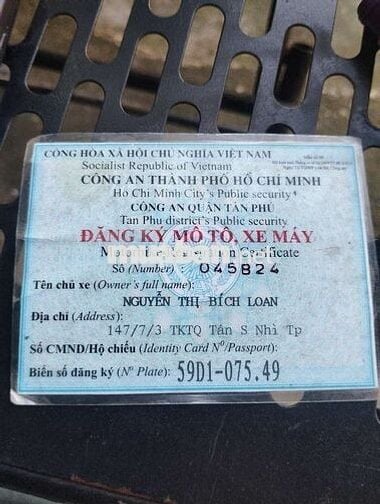 CỘNG HÒA XÃ HỘI CHỦ NGHĨA VIỆT NAM
Socialist Republic of Vietnam
CÔNG AN THÀNH PHỐ HỒ CHÍ MINH
Ho Chi Minh City's Public security
CÔNG AN QUẬN TÂN PHÚ
Tan Phu district's Public security
ĐĂNG KÝ MÔ TÔ, XE MÁY
Certificate
Số (Number) 045824
Tên chủ xe (Owner's full name):
NGUYỄN THỊ BÍCH LOAN
Địa chỉ (Address):
147/7/3 TKTQ Tân S Nhì Tp
Số CMND/Hộ chiếu (Identity Card Nº/Passport):
Biển số đăng ký (Nº Plate): 59D1-075.49